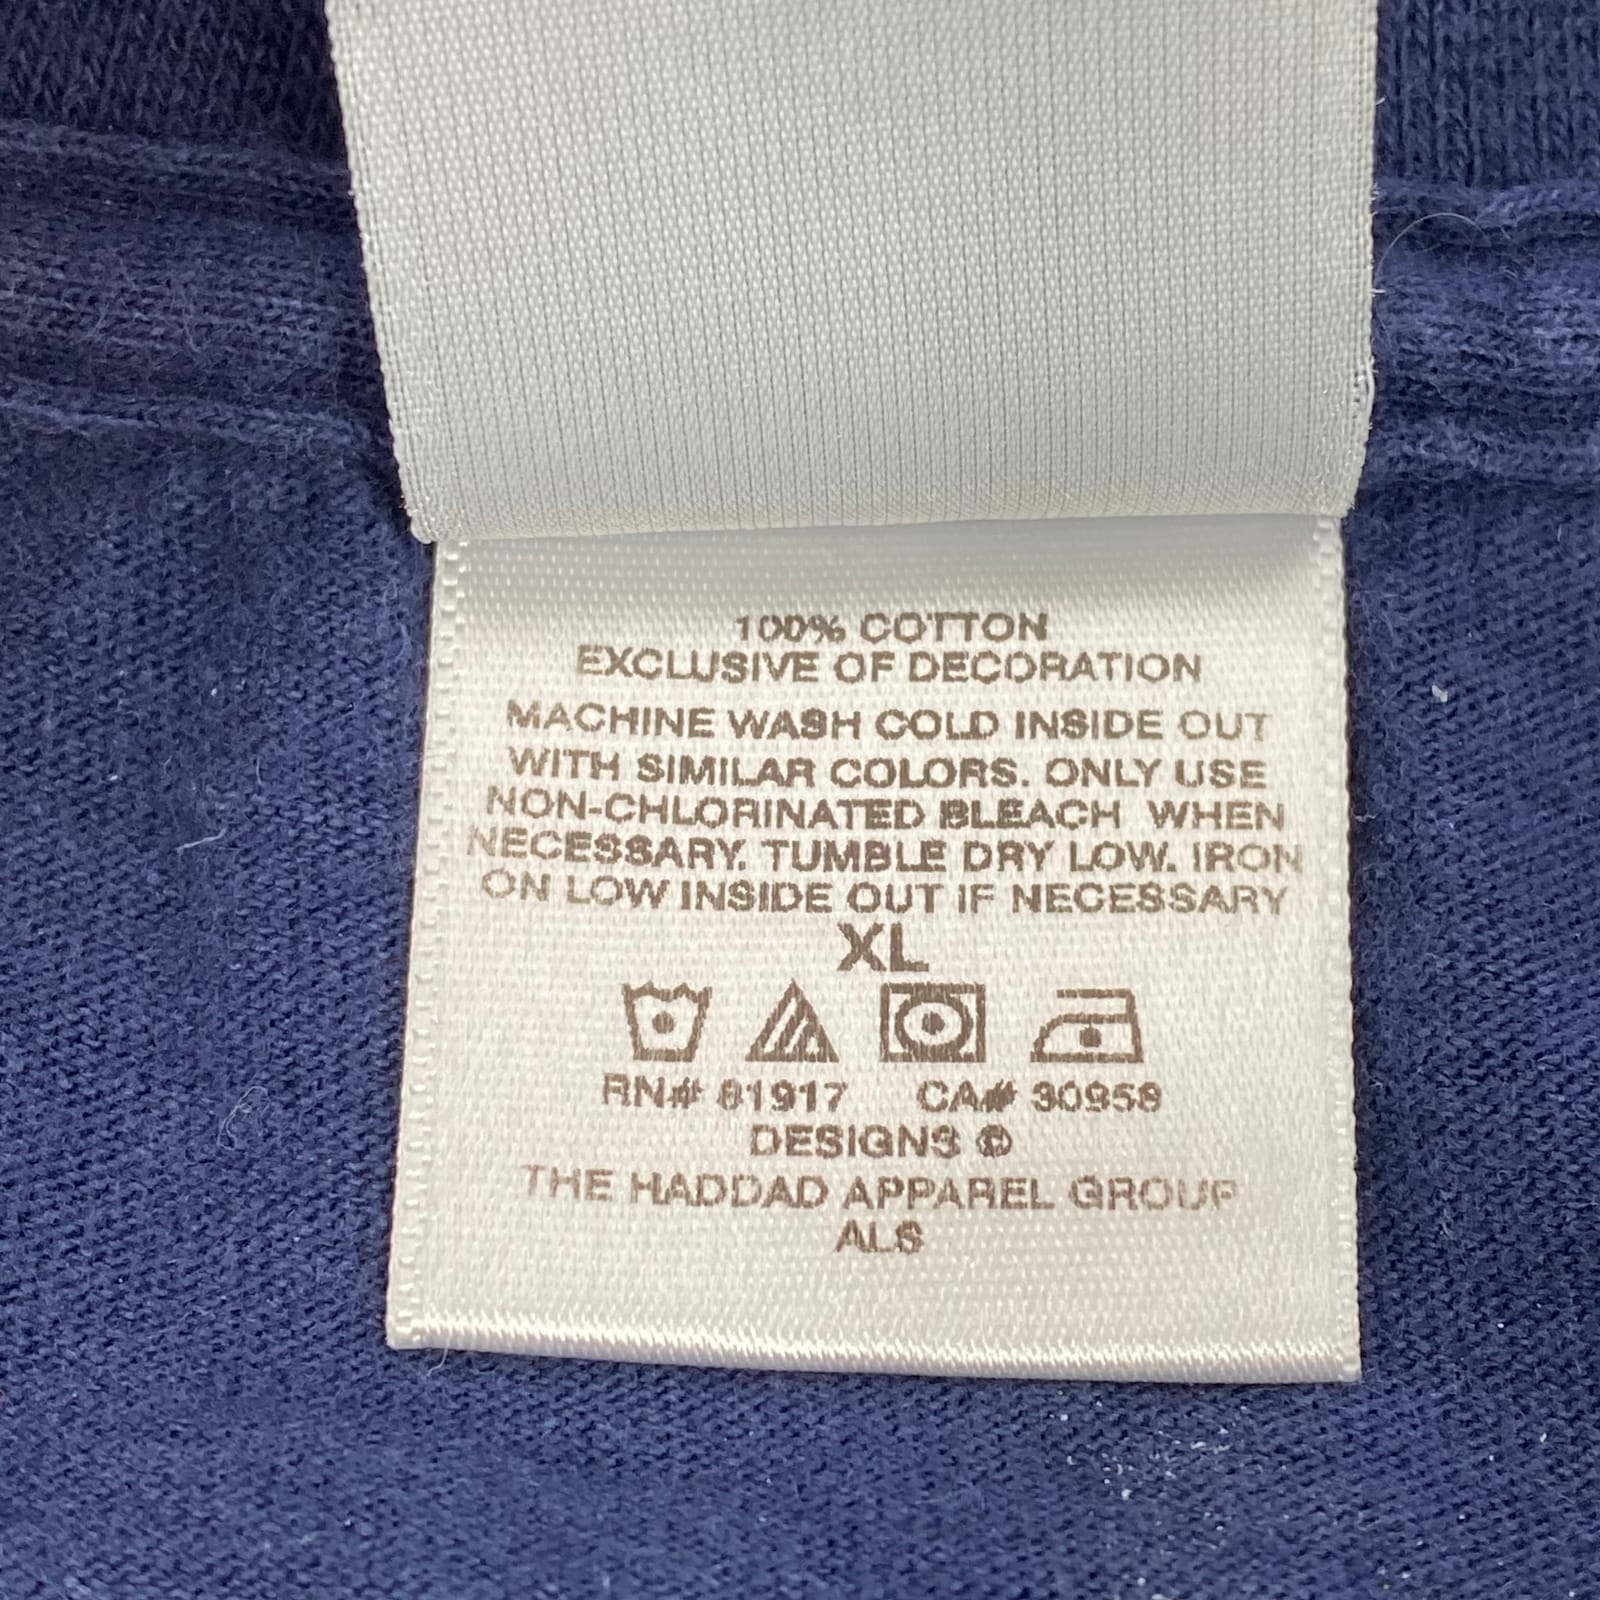 100% COTTON
EXCLUSIVE OF DECORATION
MACHINE WASH COLD INSIDE OUT
WITH SIMILAR COLORS. ONLY USE
NON-CHLORINATED BLEACH WHEN
NECESSARY. TUMBLE DRY LOW. IRON
ON LOW INSIDE OUT IF NECESSARY
XL
RN# 81917 CA# 30958
DESIGNS ©
THE HADDAD APPAREL GROUP
ALS